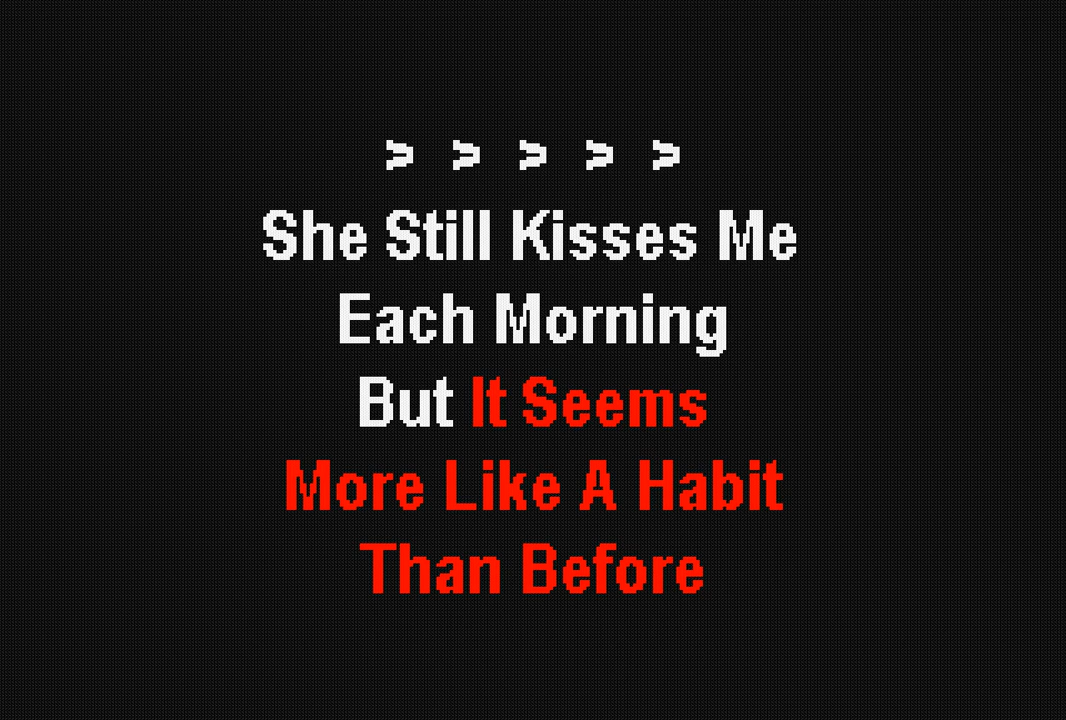 > > > > >
She Still Kisses Me
Each Morning
But It Seems
More Like A Habit
Than Before